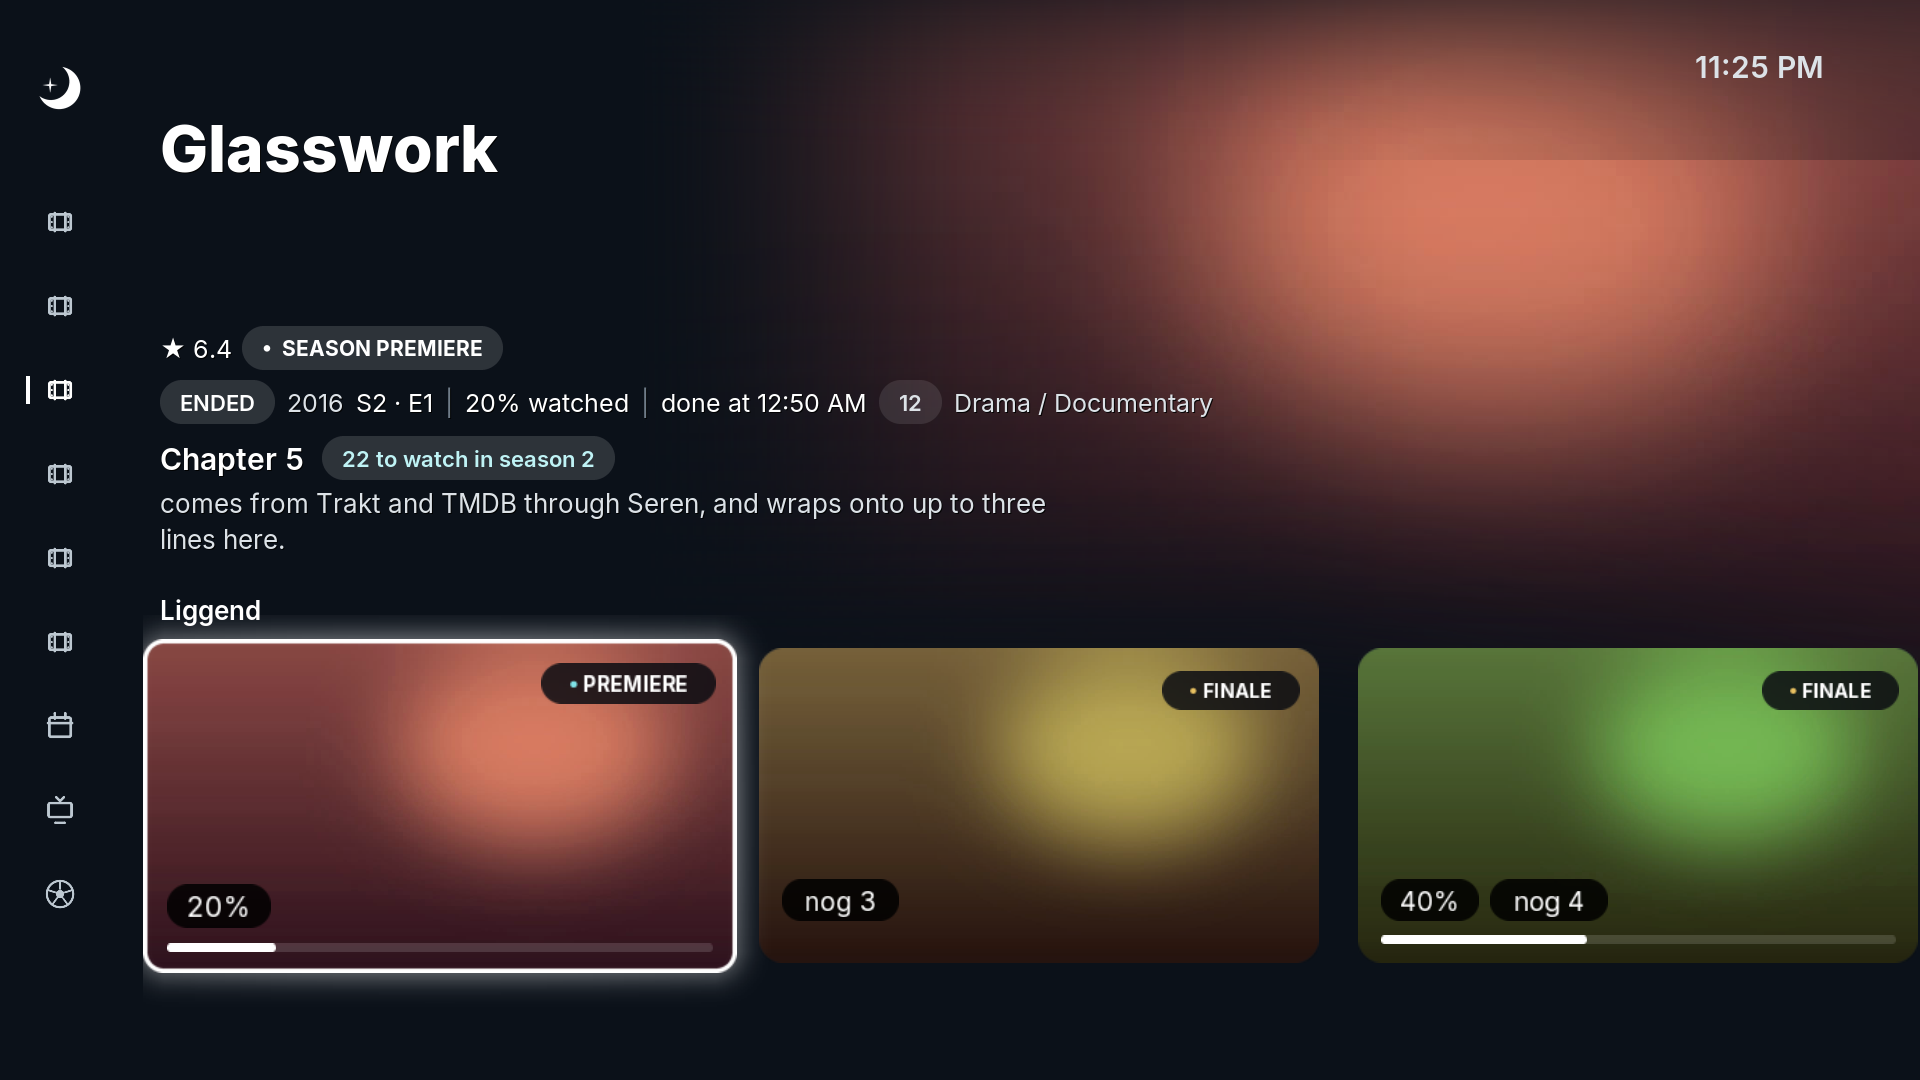 11:25 PM
Glasswork
★ 6.4 • SEASON PREMIERE
ENDED 2016 S2 · E1 | 20% watched | done at 12:50 AM 12 Drama / Documentary
Chapter 5 22 to watch in season 2
comes from Trakt and TMDB through Seren, and wraps onto up to three
lines here.
Liggend
• PREMIERE
• FINALE
• FINALE
20%
nog 3
40% nog 4